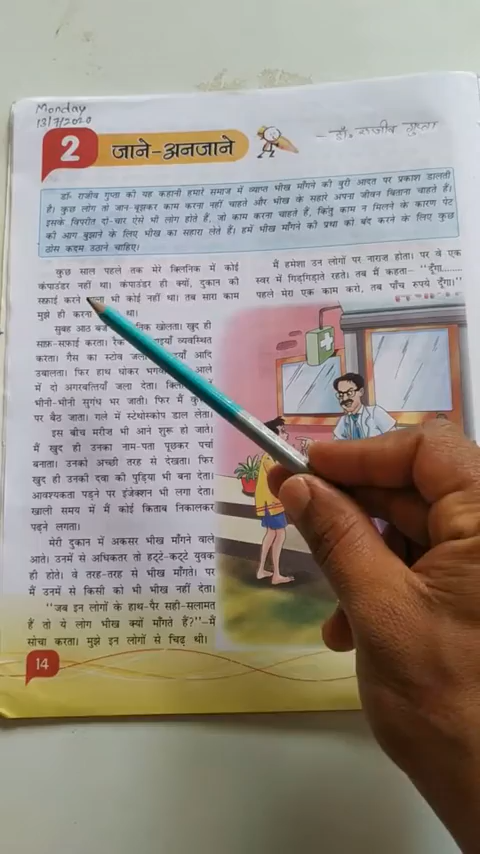 Monday
13/7/2020
2 जाने-अनजाने
- डॉ. राजीव गुप्ता
डॉ॰ राजीव गुप्ता की यह कहानी हमारे समाज में व्याप्त भीख माँगने की बुरी आदत पर प्रकाश डालती
है। कुछ लोग तो जान-बूझकर काम करना नहीं चाहते और भीख के सहारे अपना जीवन बिताना चाहते हैं।
इसके विपरीत दो-चार ऐसे भी लोग होते हैं, जो काम करना चाहते हैं, किंतु काम न मिलने के कारण पेट
की आग बुझाने के लिए भीख का सहारा लेते हैं। हमें भीख माँगने की प्रथा को बंद करने के लिए कुछ
ठोस कदम उठाने चाहिए।
कुछ साल पहले तक मेरे क्लिनिक में कोई
कंपाउंडर नहीं था। कंपाउंडर ही क्यों, दुकान की
सफ़ाई करने भी कोई नहीं था। तब सारा काम
मुझे ही करना था।
सुबह आठ बजे क्लिनिक खोलता। खुद ही
साफ़-सफ़ाई करता। व्यवस्थित
करता। गैस का स्टोव आदि
उबालता। फिर हाथ धोकर आले
में दो अगरबत्तियाँ जला देता।
भीनी-भीनी सुगंध भर जाती। फिर मैं
पर बैठ जाता। गले में स्टेथोस्कोप डाल लेता।
इस बीच मरीज़ भी आने शुरू हो जाते।
मैं खुद ही उनका नाम-पता पूछकर पर्चा
बनाता। उनको अच्छी तरह से देखता। फिर
खुद ही उनकी दवा की पुड़िया भी बना देता।
आवश्यकता पड़ने पर इंजेक्शन भी लगा देता।
खाली समय में मैं कोई किताब निकालकर
पढ़ने लगता।
मेरी दुकान में अकसर भीख माँगने वाले
आते। उनमें से अधिकतर तो हट्टे-कट्टे युवक
ही होते। वे तरह-तरह से भीख माँगते। पर
मैं उनमें से किसी को भी भीख नहीं देता।
"जब इन लोगों के हाथ-पैर सही-सलामत
हैं तो ये लोग भीख क्यों माँगते हैं?"–मैं
सोचा करता। मुझे इन लोगों से चिढ़ थी।
मैं हमेशा उन लोगों पर नाराज़ होता। पर वे एक
स्वर में गिड़गिड़ाते रहते। तब मैं कहता– "दूँगा.......
पहले मेरा एक काम करो, तब पाँच रुपये दूँगा।"
14